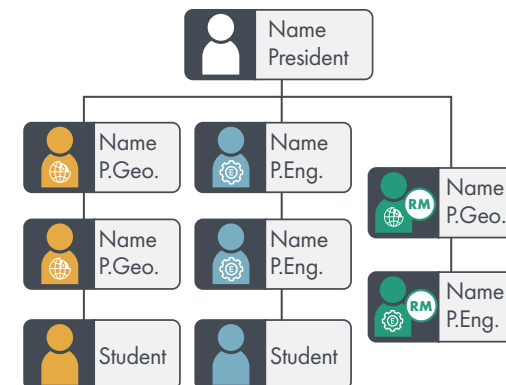 Name
President
Name
P.Geo.
Name
P.Geo.
Student
Name
P.Eng.
E
Name
P.Eng.
E
Student
RM
Name
P.Geo.
RM
Name
P.Eng.
E